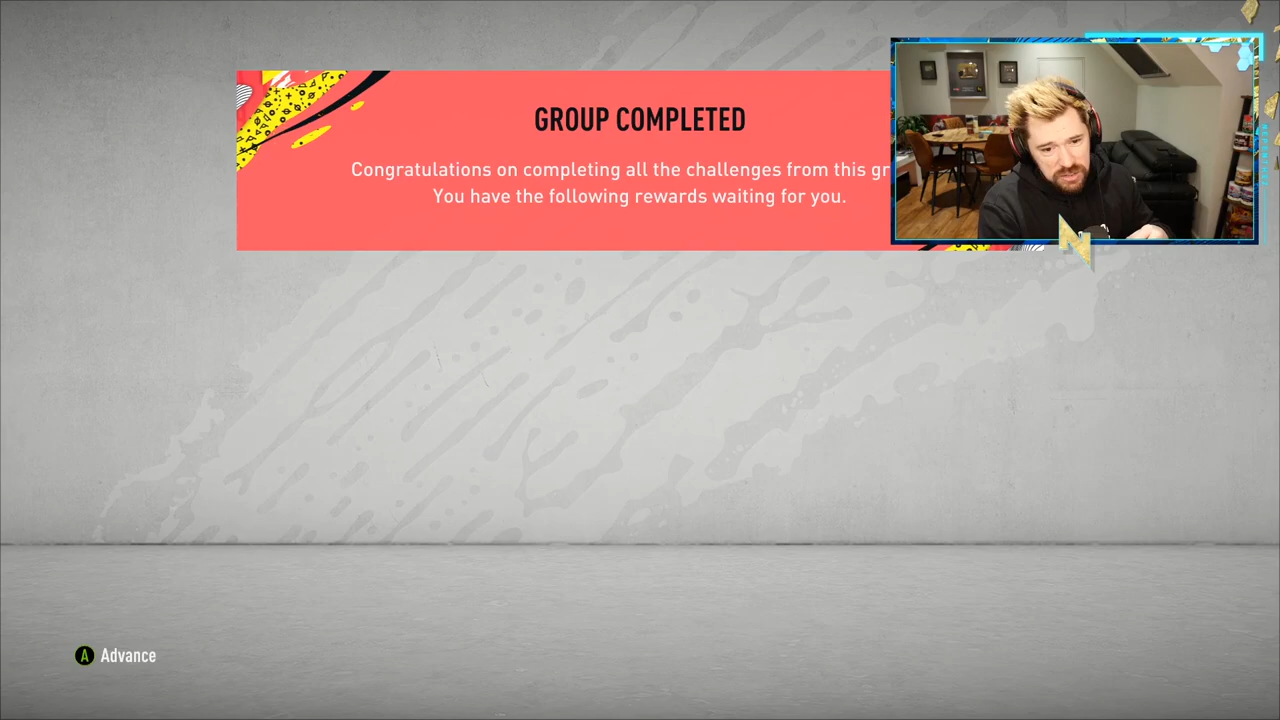 GROUP COMPLETED
Congratulations on completing all the challenges from this gr
You have the following rewards waiting for you.
N
A Advance